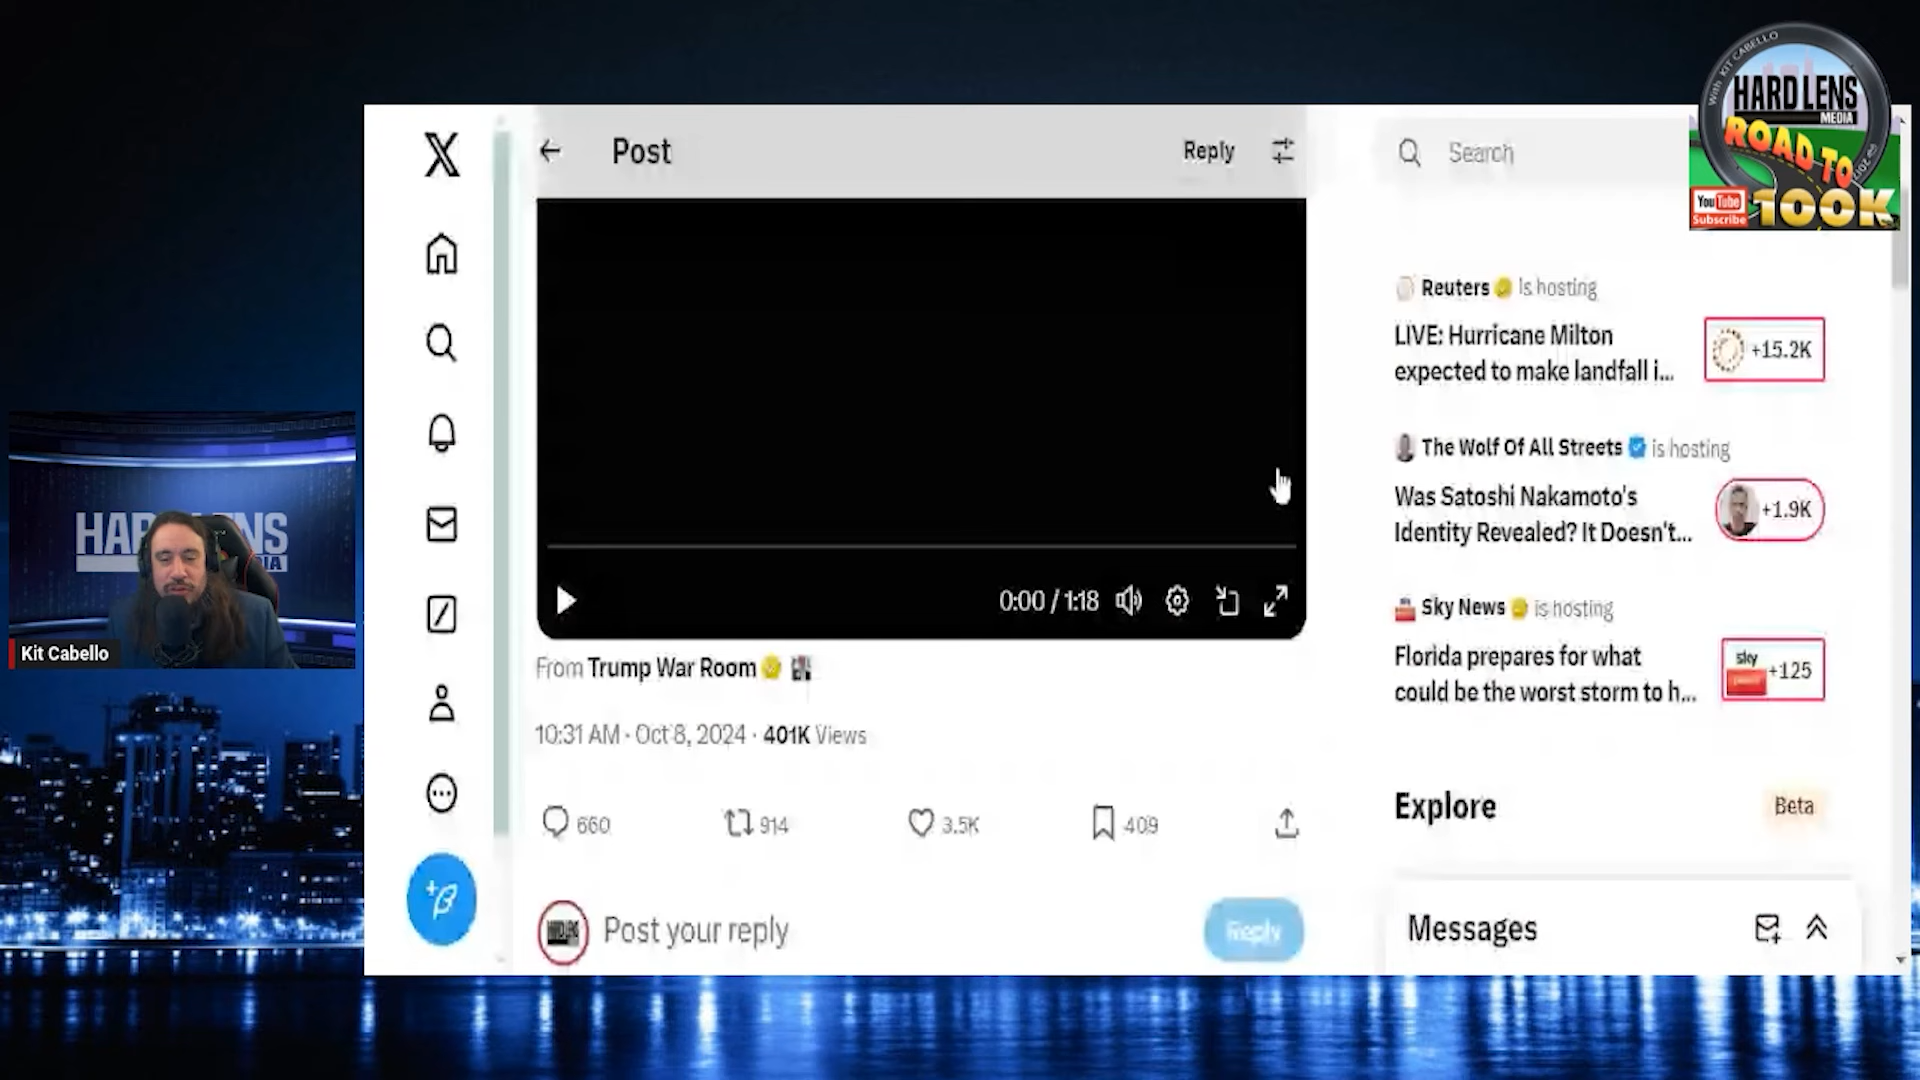 With KIT CABELLO
HARD LENS
MEDIA
ROAD TO
100K
YouTube
Subscribe
Post
Reply
Search
Reuters is hosting
LIVE: Hurricane Milton
expected to make landfall i...
+15.2K
The Wolf Of All Streets is hosting
Was Satoshi Nakamoto's
Identity Revealed? It Doesn't...
+1.9K
Sky News is hosting
Florida prepares for what
could be the worst storm to h...
sky
+125
0:00 / 1:18
From Trump War Room
10:31 AM · Oct 8, 2024 · 401K Views
660
914
3.5K
409
Explore
Beta
Post your reply
Reply
Messages
Kit Cabello